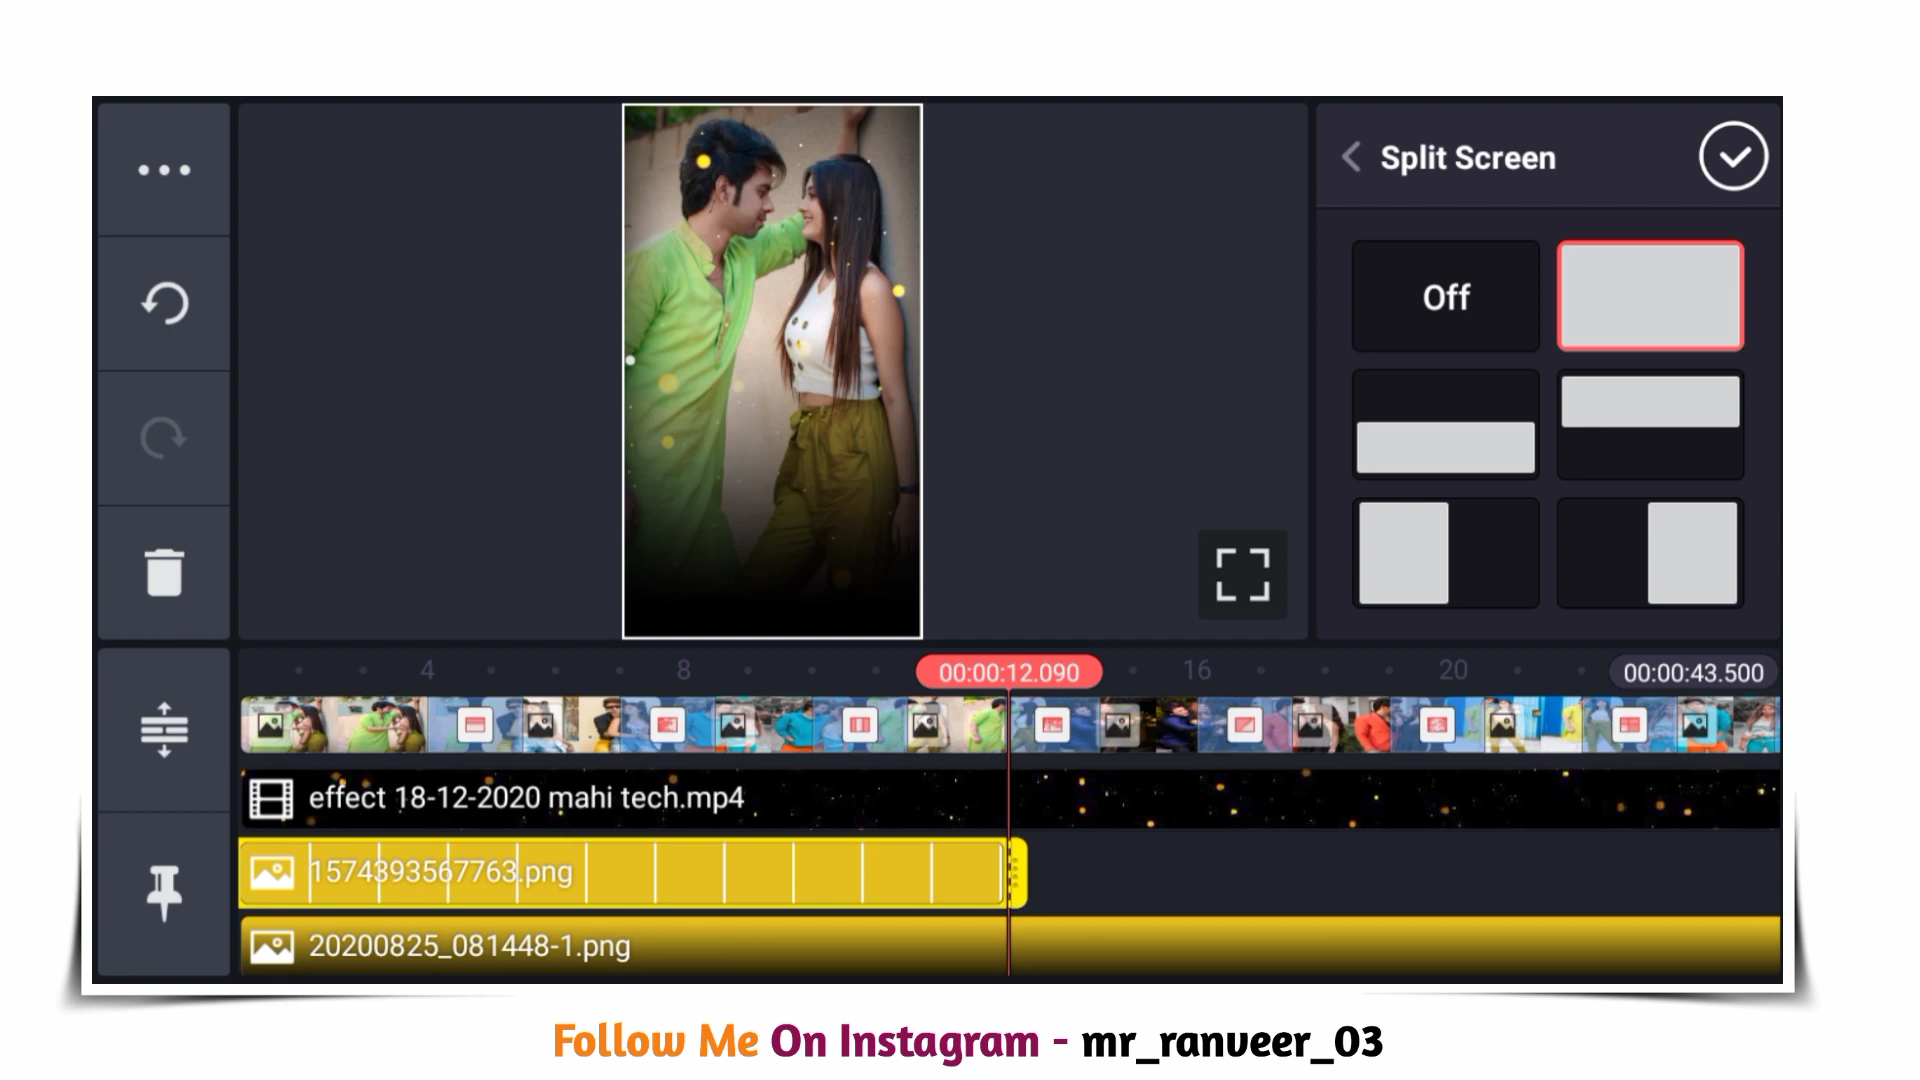 Split Screen
Off
4
8
00:00:12.090
16
20
00:00:43.500
effect 18-12-2020 mahi tech.mp4
1574393567763.png
20200825_081448-1.png
Follow Me On Instagram - mr_ranveer_03